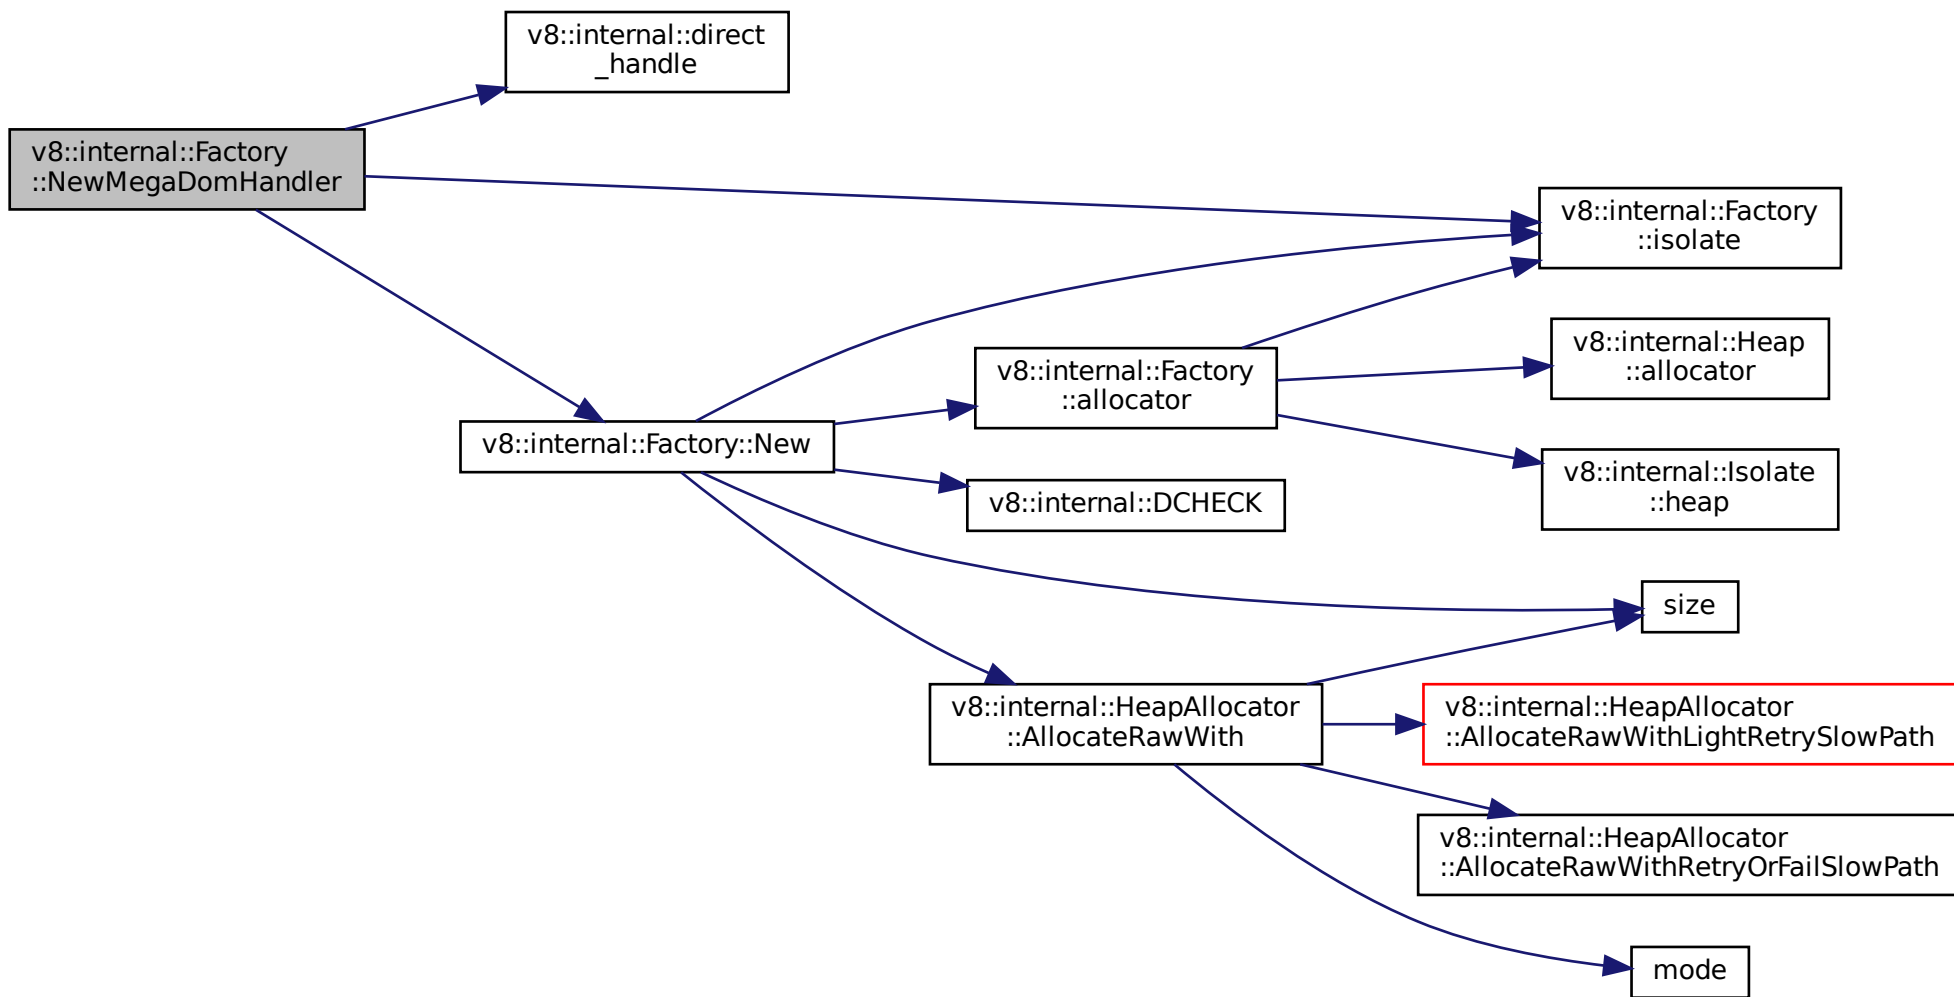 v8::internal::direct
_handle
v8::internal::Factory
::NewMegaDomHandler
v8::internal::Factory
::isolate
v8::internal::Heap
::allocator
v8::internal::Factory
::allocator
v8::internal::Factory::New
v8::internal::Isolate
::heap
v8::internal::DCHECK
size
v8::internal::HeapAllocator
::AllocateRawWith
v8::internal::HeapAllocator
::AllocateRawWithLightRetrySlowPath
v8::internal::HeapAllocator
::AllocateRawWithRetryOrFailSlowPath
mode